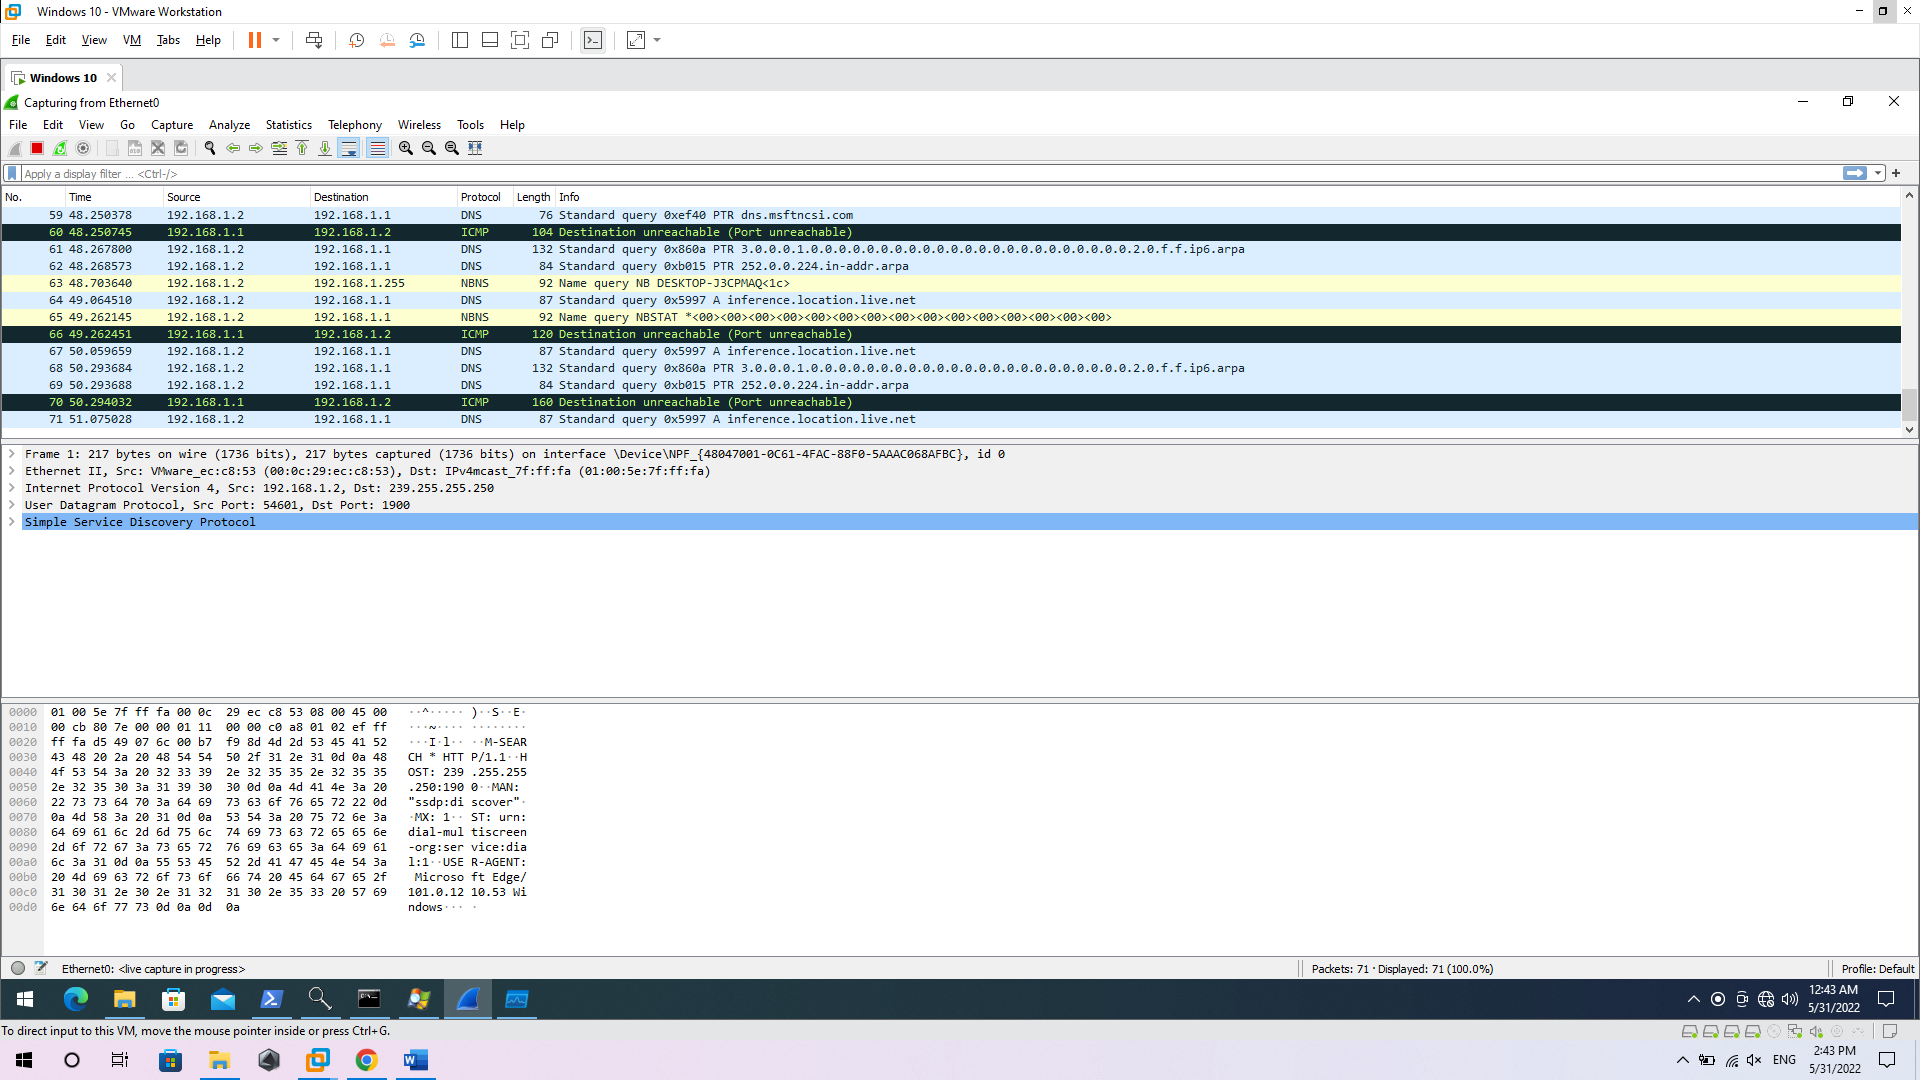 Windows 10 - VMware Workstation
File Edit View VM Tabs Help
Windows 10
Capturing from Ethernet0
File Edit View Go Capture Analyze Statistics Telephony Wireless Tools Help
Apply a display filter ... <Ctrl-/>
No. Time Source Destination Protocol Length Info
59 48.250378 192.168.1.2 192.168.1.1 DNS 76 Standard query 0xef40 PTR dns.msftncsi.com
60 48.250745 192.168.1.1 192.168.1.2 ICMP 104 Destination unreachable (Port unreachable)
61 48.267800 192.168.1.2 192.168.1.1 DNS 132 Standard query 0x860a PTR 3.0.0.0.1.0.0.0.0.0.0.0.0.0.0.0.0.0.0.0.0.0.0.0.0.0.0.0.2.0.f.f.ip6.arpa
62 48.268573 192.168.1.2 192.168.1.1 DNS 84 Standard query 0xb015 PTR 252.0.0.224.in-addr.arpa
63 48.703640 192.168.1.2 192.168.1.255 NBNS 92 Name query NB DESKTOP-J3CPMAQ<1c>
64 49.064510 192.168.1.2 192.168.1.1 DNS 87 Standard query 0x5997 A inference.location.live.net
65 49.262145 192.168.1.2 192.168.1.1 NBNS 92 Name query NBSTAT *<00><00><00><00><00><00><00><00><00><00><00><00><00><00><00>
66 49.262451 192.168.1.1 192.168.1.2 ICMP 120 Destination unreachable (Port unreachable)
67 50.059659 192.168.1.2 192.168.1.1 DNS 87 Standard query 0x5997 A inference.location.live.net
68 50.293684 192.168.1.2 192.168.1.1 DNS 132 Standard query 0x860a PTR 3.0.0.0.1.0.0.0.0.0.0.0.0.0.0.0.0.0.0.0.0.0.0.0.0.0.0.0.2.0.f.f.ip6.arpa
69 50.293688 192.168.1.2 192.168.1.1 DNS 84 Standard query 0xb015 PTR 252.0.0.224.in-addr.arpa
70 50.294032 192.168.1.1 192.168.1.2 ICMP 160 Destination unreachable (Port unreachable)
71 51.075028 192.168.1.2 192.168.1.1 DNS 87 Standard query 0x5997 A inference.location.live.net
Frame 1: 217 bytes on wire (1736 bits), 217 bytes captured (1736 bits) on interface \Device\NPF_{48047001-0C61-4FAC-88F0-5AAAC068AFBC}, id 0
Ethernet II, Src: VMware_ec:c8:53 (00:0c:29:ec:c8:53), Dst: IPv4mcast_7f:ff:fa (01:00:5e:7f:ff:fa)
Internet Protocol Version 4, Src: 192.168.1.2, Dst: 239.255.255.250
User Datagram Protocol, Src Port: 54601, Dst Port: 1900
Simple Service Discovery Protocol
0000 01 00 5e 7f ff fa 00 0c 29 ec c8 53 08 00 45 00 ··^····· )··S··E·
0010 00 cb 80 7e 00 00 01 11 00 00 c0 a8 01 02 ef ff ···~···· ········
0020 ff fa d5 49 07 6c 00 b7 f9 8d 4d 2d 53 45 41 52 ···I·l·· ··M-SEAR
0030 43 48 20 2a 20 48 54 54 50 2f 31 2e 31 0d 0a 48 CH * HTT P/1.1··H
0040 4f 53 54 3a 20 32 33 39 2e 32 35 35 2e 32 35 35 OST: 239 .255.255
0050 2e 32 35 30 3a 31 39 30 30 0d 0a 4d 41 4e 3a 20 .250:190 0··MAN:
0060 22 73 73 64 70 3a 64 69 73 63 6f 76 65 72 22 0d "ssdp:di scover"·
0070 0a 4d 58 3a 20 31 0d 0a 53 54 3a 20 75 72 6e 3a ·MX: 1·· ST: urn:
0080 64 69 61 6c 2d 6d 75 6c 74 69 73 63 72 65 65 6e dial-mul tiscreen
0090 2d 6f 72 67 3a 73 65 72 76 69 63 65 3a 64 69 61 -org:ser vice:dia
00a0 6c 3a 31 0d 0a 55 53 45 52 2d 41 47 45 4e 54 3a l:1··USE R-AGENT:
00b0 20 4d 69 63 72 6f 73 6f 66 74 20 45 64 67 65 2f Microso ft Edge/
00c0 31 30 31 2e 30 2e 31 32 31 30 2e 35 33 20 57 69 101.0.12 10.53 Wi
00d0 6e 64 6f 77 73 0d 0a 0d 0a ndows··· ·
Ethernet0: <live capture in progress> Packets: 71 · Displayed: 71 (100.0%) Profile: Default
12:43 AM
5/31/2022
To direct input to this VM, move the mouse pointer inside or press Ctrl+G.
ENG 2:43 PM
5/31/2022